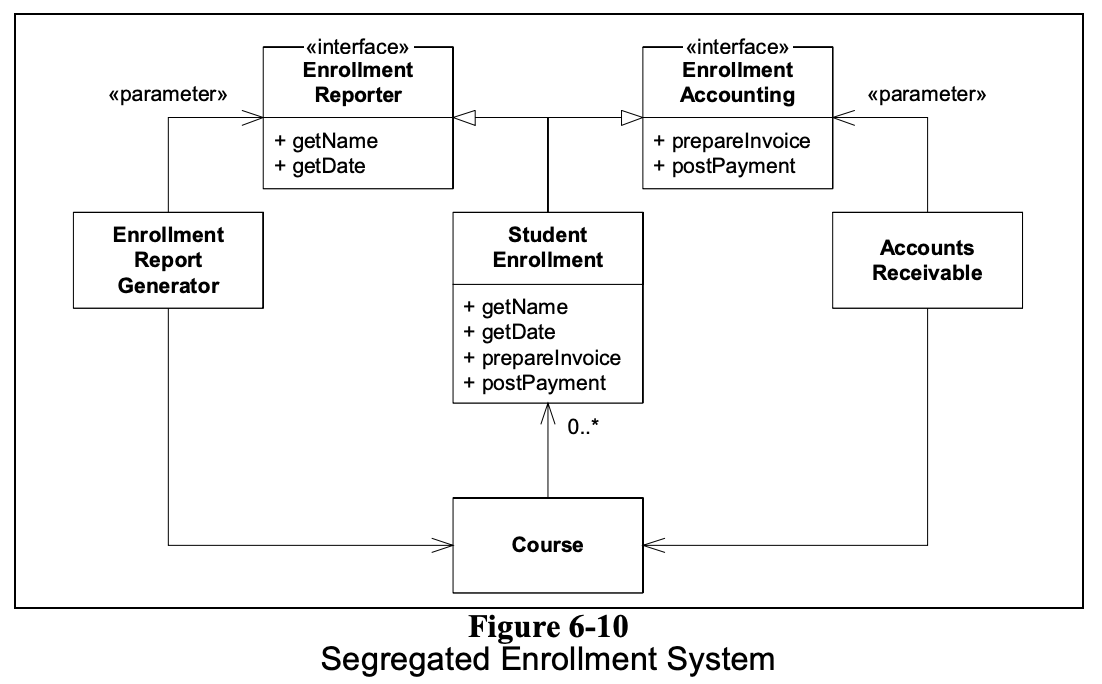 «interface»
Enrollment
Reporter
+ getName
+ getDate
«interface»
Enrollment
Accounting
+ prepareInvoice
+ postPayment
«parameter»
«parameter»
Enrollment
Report
Generator
Student
Enrollment
+ getName
+ getDate
+ prepareInvoice
+ postPayment
Accounts
Receivable
0..*
Course
Figure 6-10
Segregated Enrollment System